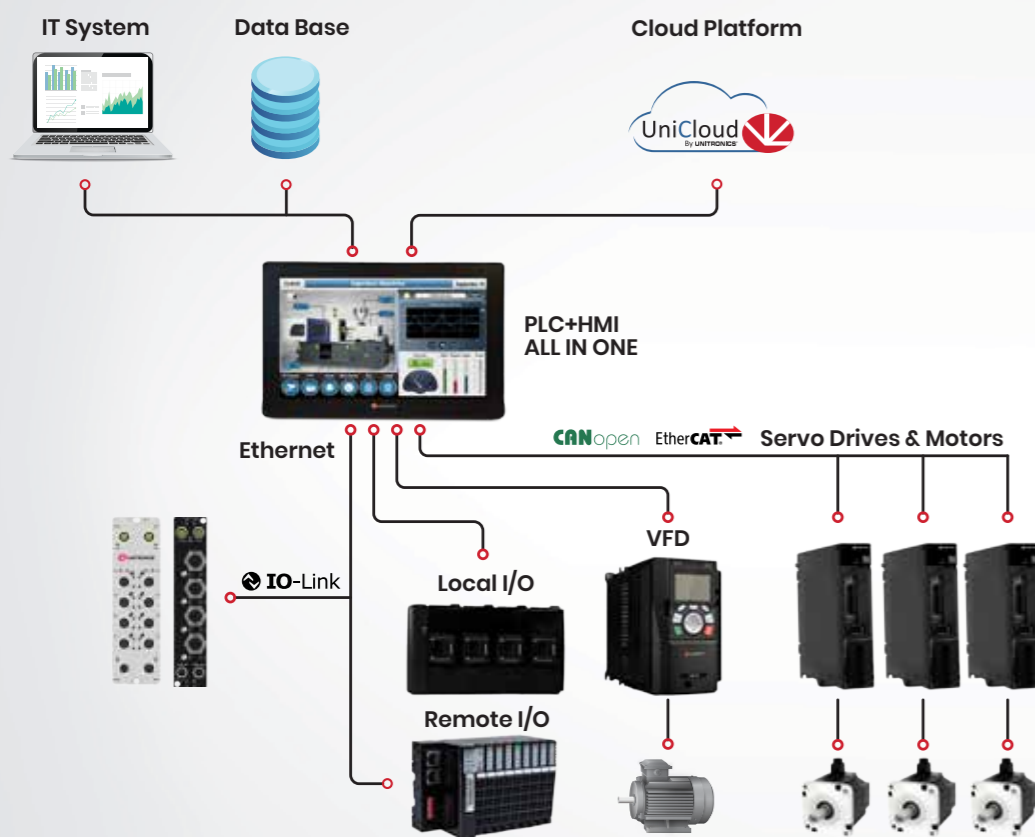 IT System
Data Base
Cloud Platform
UniCloud
By UNITRONICS
PLC+HMI
ALL IN ONE
Ethernet
CANopen
EtherCAT
Servo Drives & Motors
VFD
IO-Link
Local I/O
UNITRONICS
Remote I/O